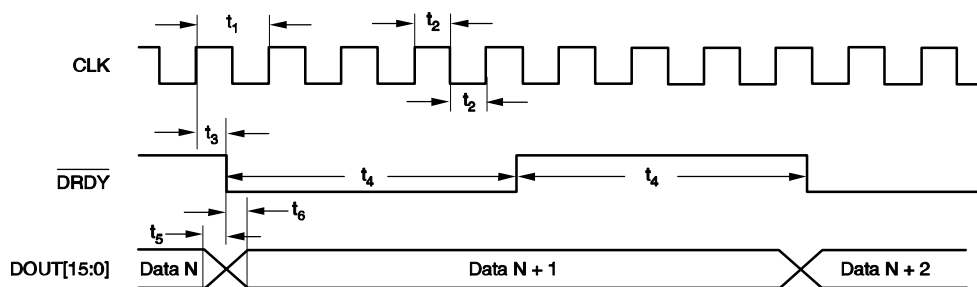 t1
t2
CLK
t2
t3
DRDY
t4
t4
t6
t5
DOUT[15:0]
Data N
Data N + 1
Data N + 2